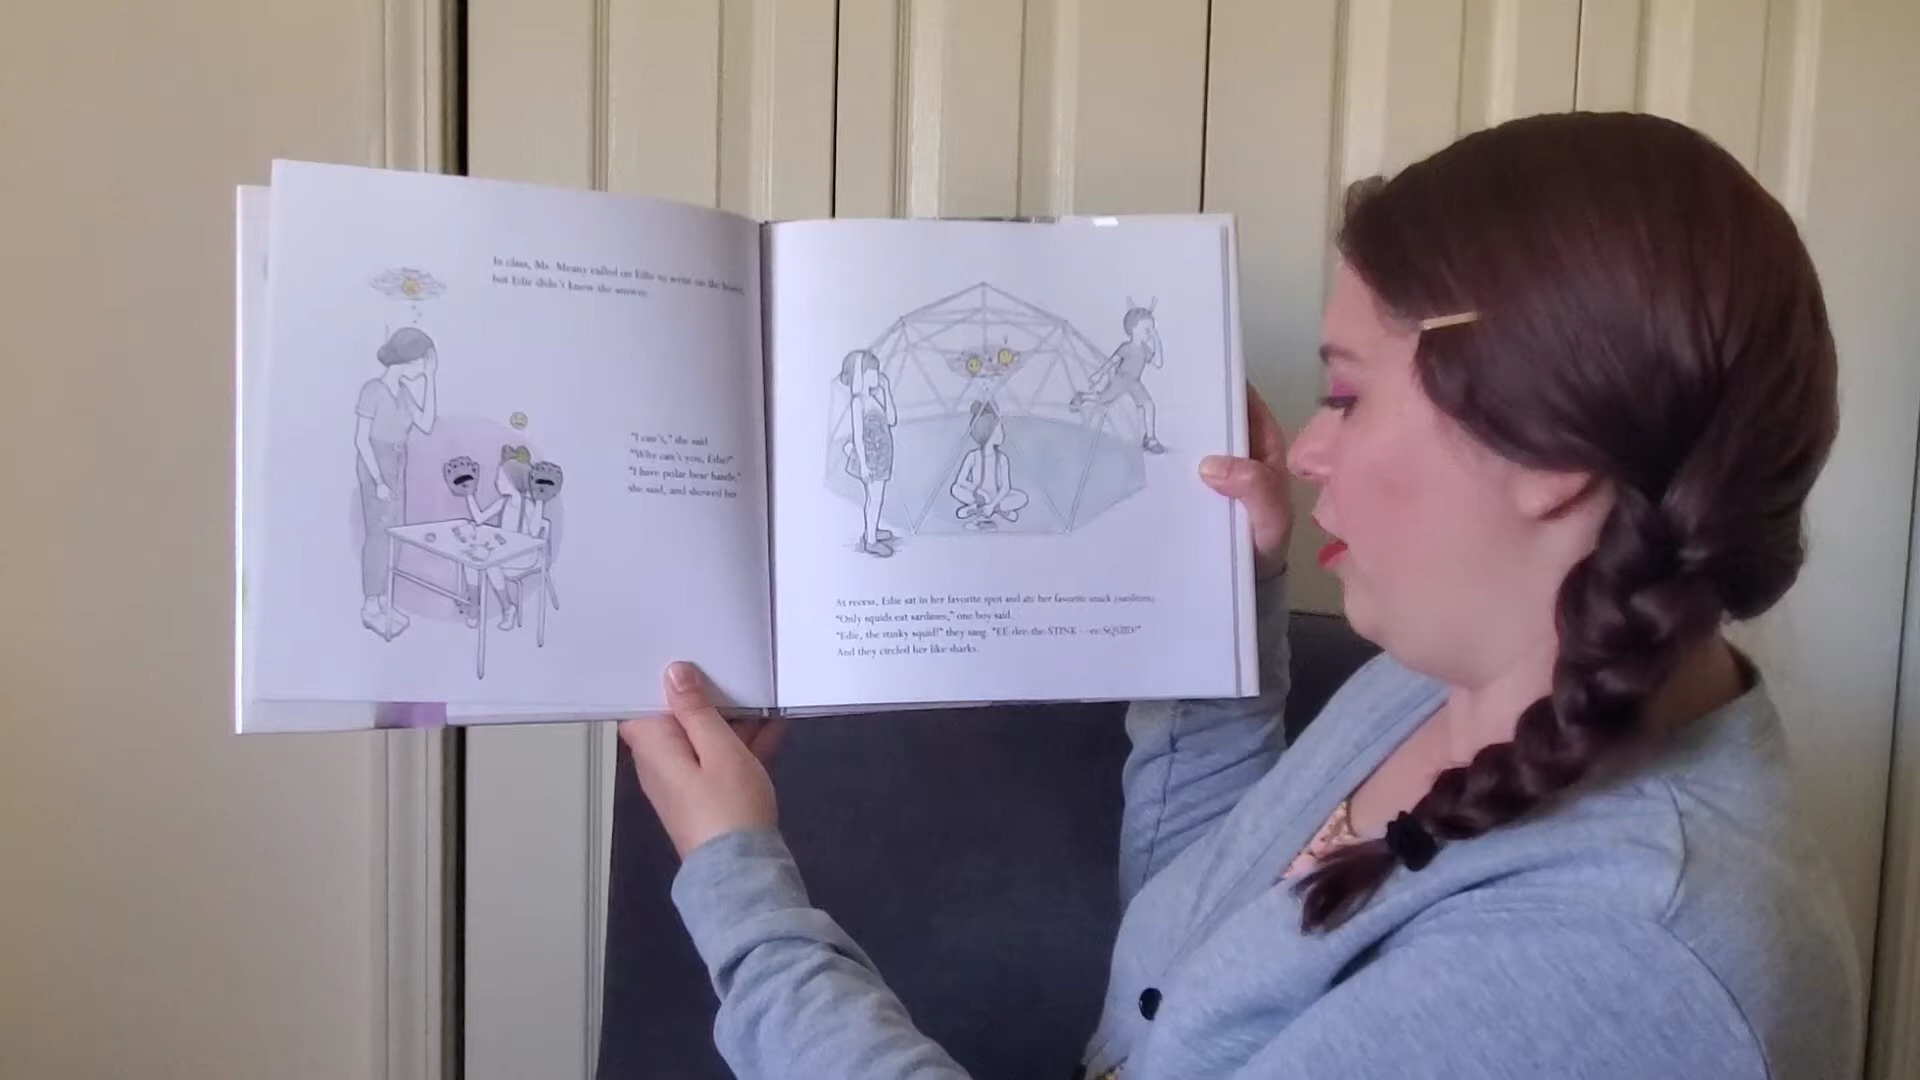 In class, Ms. Meany called on Edie to write on the board,
but Edie didn't know the answer.
"I can't," she said.
"Why can't you, Edie?"
"I have polar bear hands,"
she said, and showed her.
At recess, Edie sat in her favorite spot and ate her favorite snack (sardines).
"Only squids eat sardines," one boy said.
"Edie, the stinky squid!" they sang. "EE-dee-the-STINK
And they circled her like sharks.